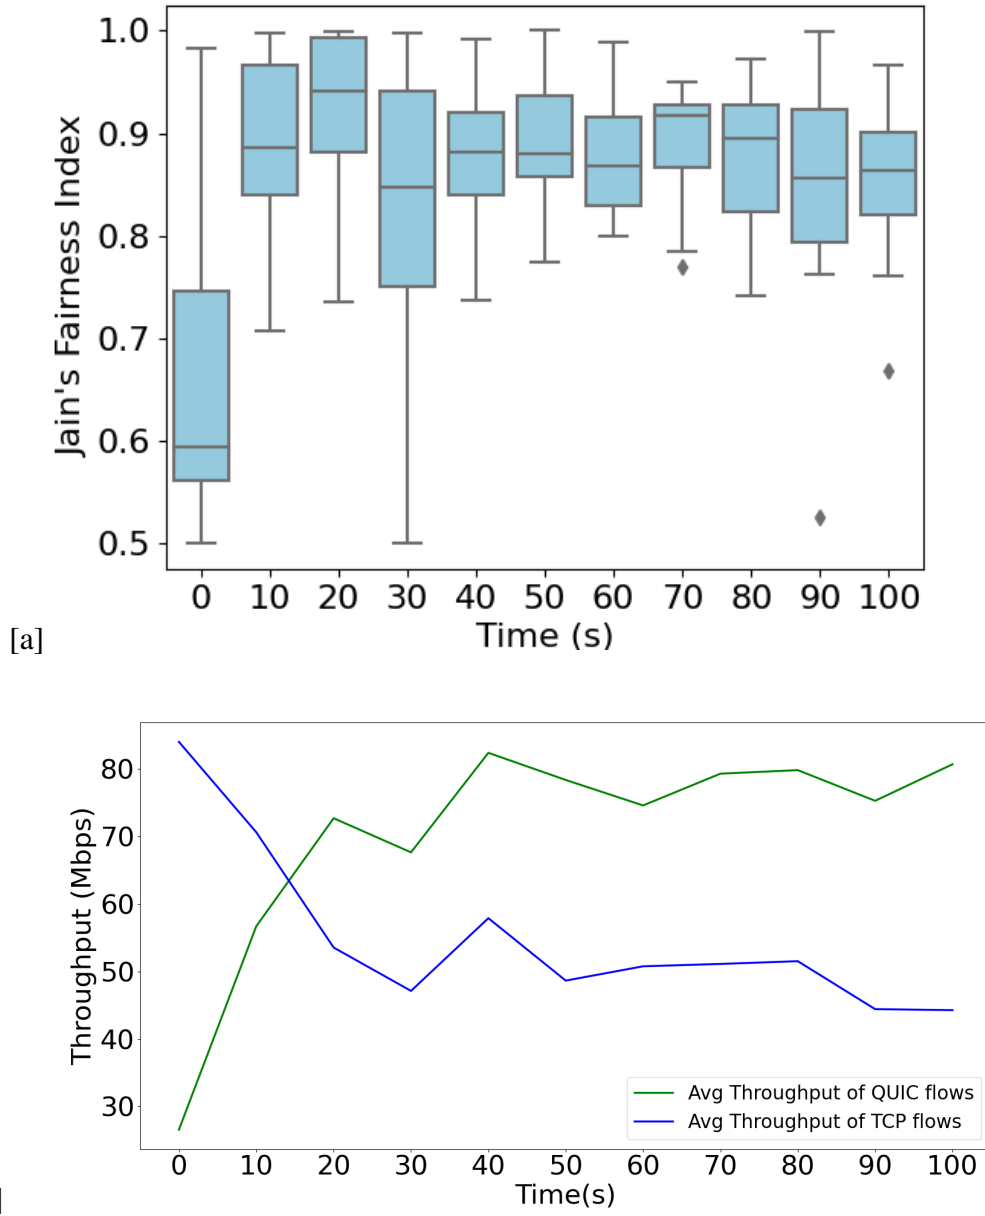 1.0
0.9
0.8
0.7
0.6
0.5
Jain's Fairness Index
0 10 20 30 40 50 60 70 80 90 100
Time (s)
[a]
80
70
60
50
40
30
Throughput (Mbps)
Avg Throughput of QUIC flows
Avg Throughput of TCP flows
0 10 20 30 40 50 60 70 80 90 100
Time(s)